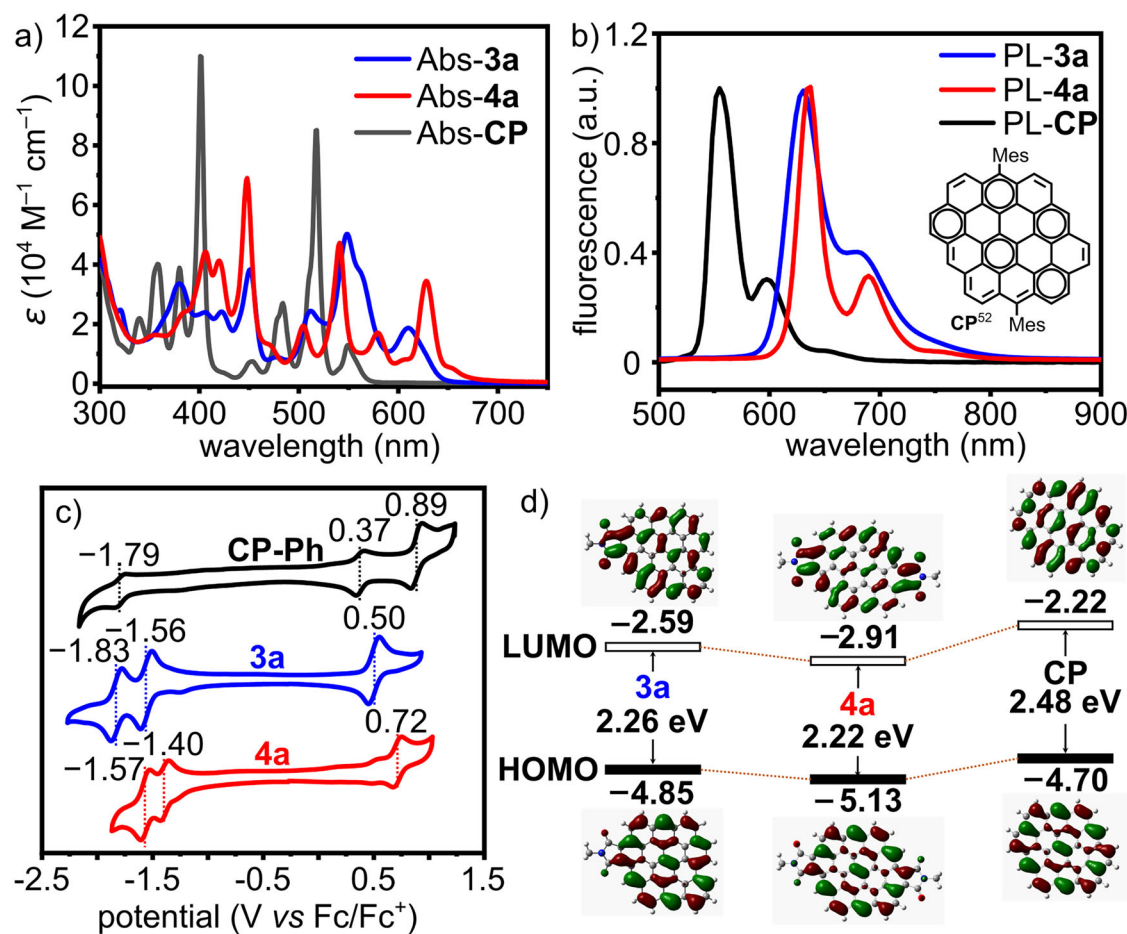 a)
12
10
8
6
4
2
0
ε (10⁴ M⁻¹ cm⁻¹)
Abs-3a
Abs-4a
Abs-CP
300 400 500 600 700
wavelength (nm)
b)
1.2
0.8
0.4
0
fluorescence (a.u.)
PL-3a
PL-4a
PL-CP
Mes
CP⁵²
Mes
500 600 700 800 900
wavelength (nm)
c)
−1.79
CP-Ph
0.37
0.89
−1.83
−1.56
3a
0.50
−1.57
−1.40
4a
0.72
-2.5 -1.5 -0.5 0.5 1.5
potential (V vs Fc/Fc⁺)
d)
LUMO
−2.59
−2.91
−2.22
3a
2.26 eV
4a
2.22 eV
CP
2.48 eV
HOMO
−4.85
−5.13
−4.70